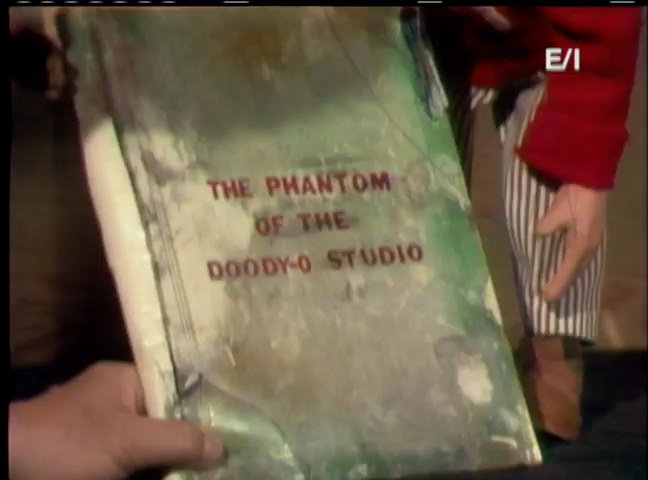 E/I
THE PHANTOM
OF THE
DOODY-O STUDIO